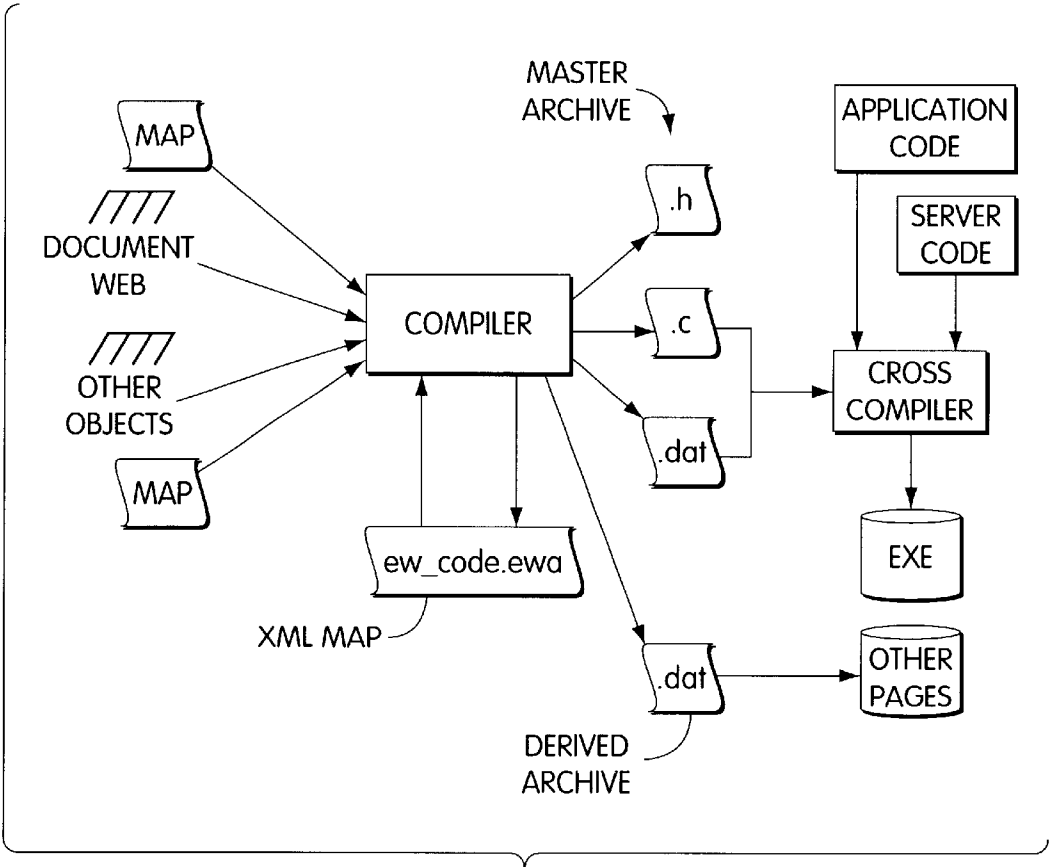 MASTER
ARCHIVE
APPLICATION
CODE
MAP
.h
SERVER
CODE
DOCUMENT
WEB
COMPILER
.c
OTHER
OBJECTS
CROSS
COMPILER
.dat
MAP
ew_code.ewa
EXE
XML MAP
.dat
OTHER
PAGES
DERIVED
ARCHIVE